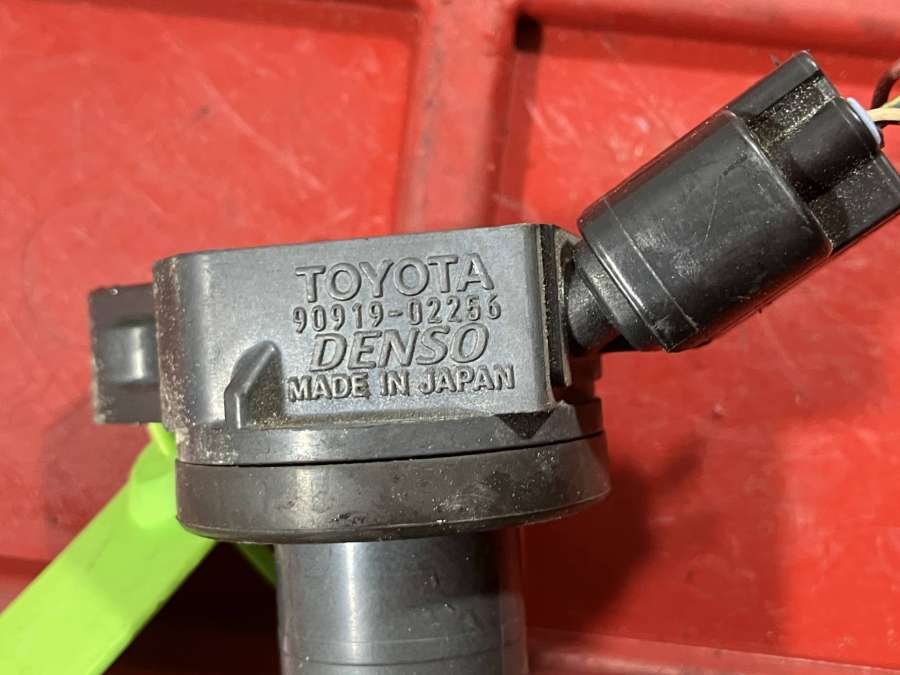 TOYOTA
90919-02256
DENSO
MADE IN JAPAN